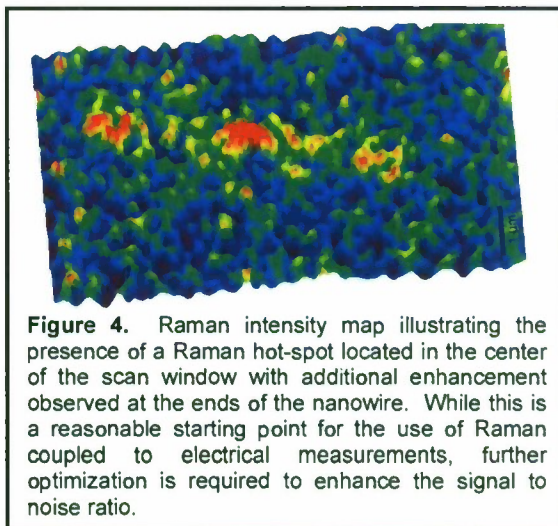 1 µm
Figure 4. Raman intensity map illustrating the
presence of a Raman hot-spot located in the center
of the scan window with additional enhancement
observed at the ends of the nanowire. While this is
a reasonable starting point for the use of Raman
coupled to electrical measurements, further
optimization is required to enhance the signal to
noise ratio.